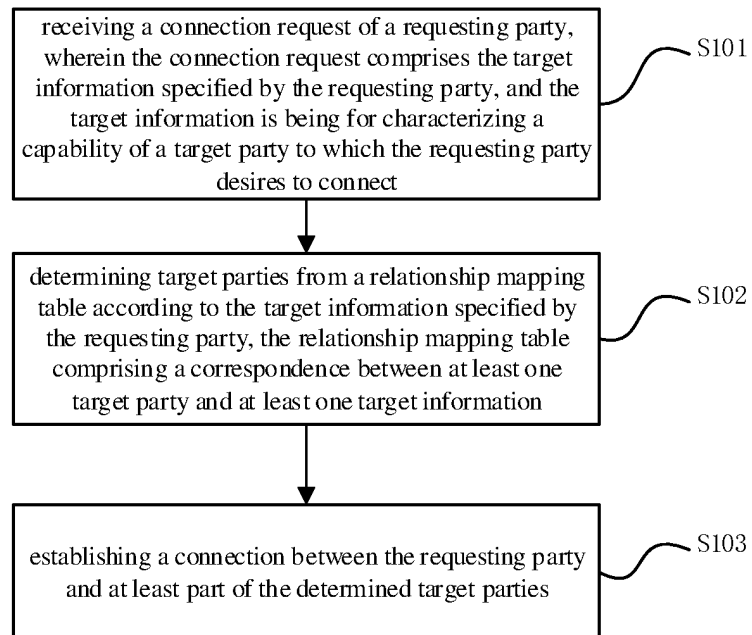 receiving a connection request of a requesting party,
wherein the connection request comprises the target
information specified by the requesting party, and the
target information is being for characterizing a
capability of a target party to which the requesting party
desires to connect
S101
determining target parties from a relationship mapping
table according to the target information specified by
the requesting party, the relationship mapping table
comprising a correspondence between at least one
target party and at least one target information
S102
establishing a connection between the requesting party
and at least part of the determined target parties
S103